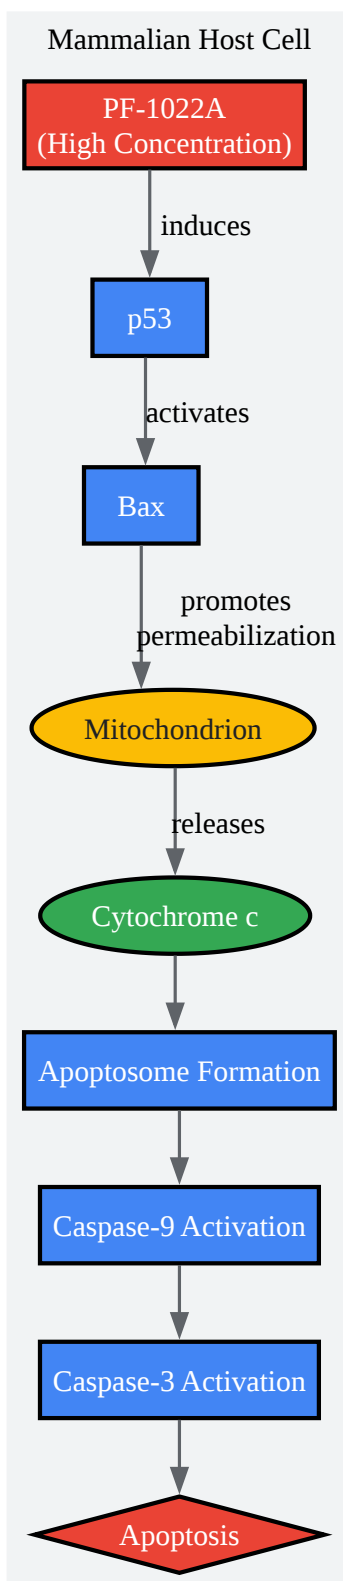 Mammalian Host Cell
PF-1022A
(High Concentration)
induces
p53
activates
Bax
promotes
permeabilization
Mitochondrion
releases
Cytochrome c
Apoptosome Formation
Caspase-9 Activation
Caspase-3 Activation
Apoptosis